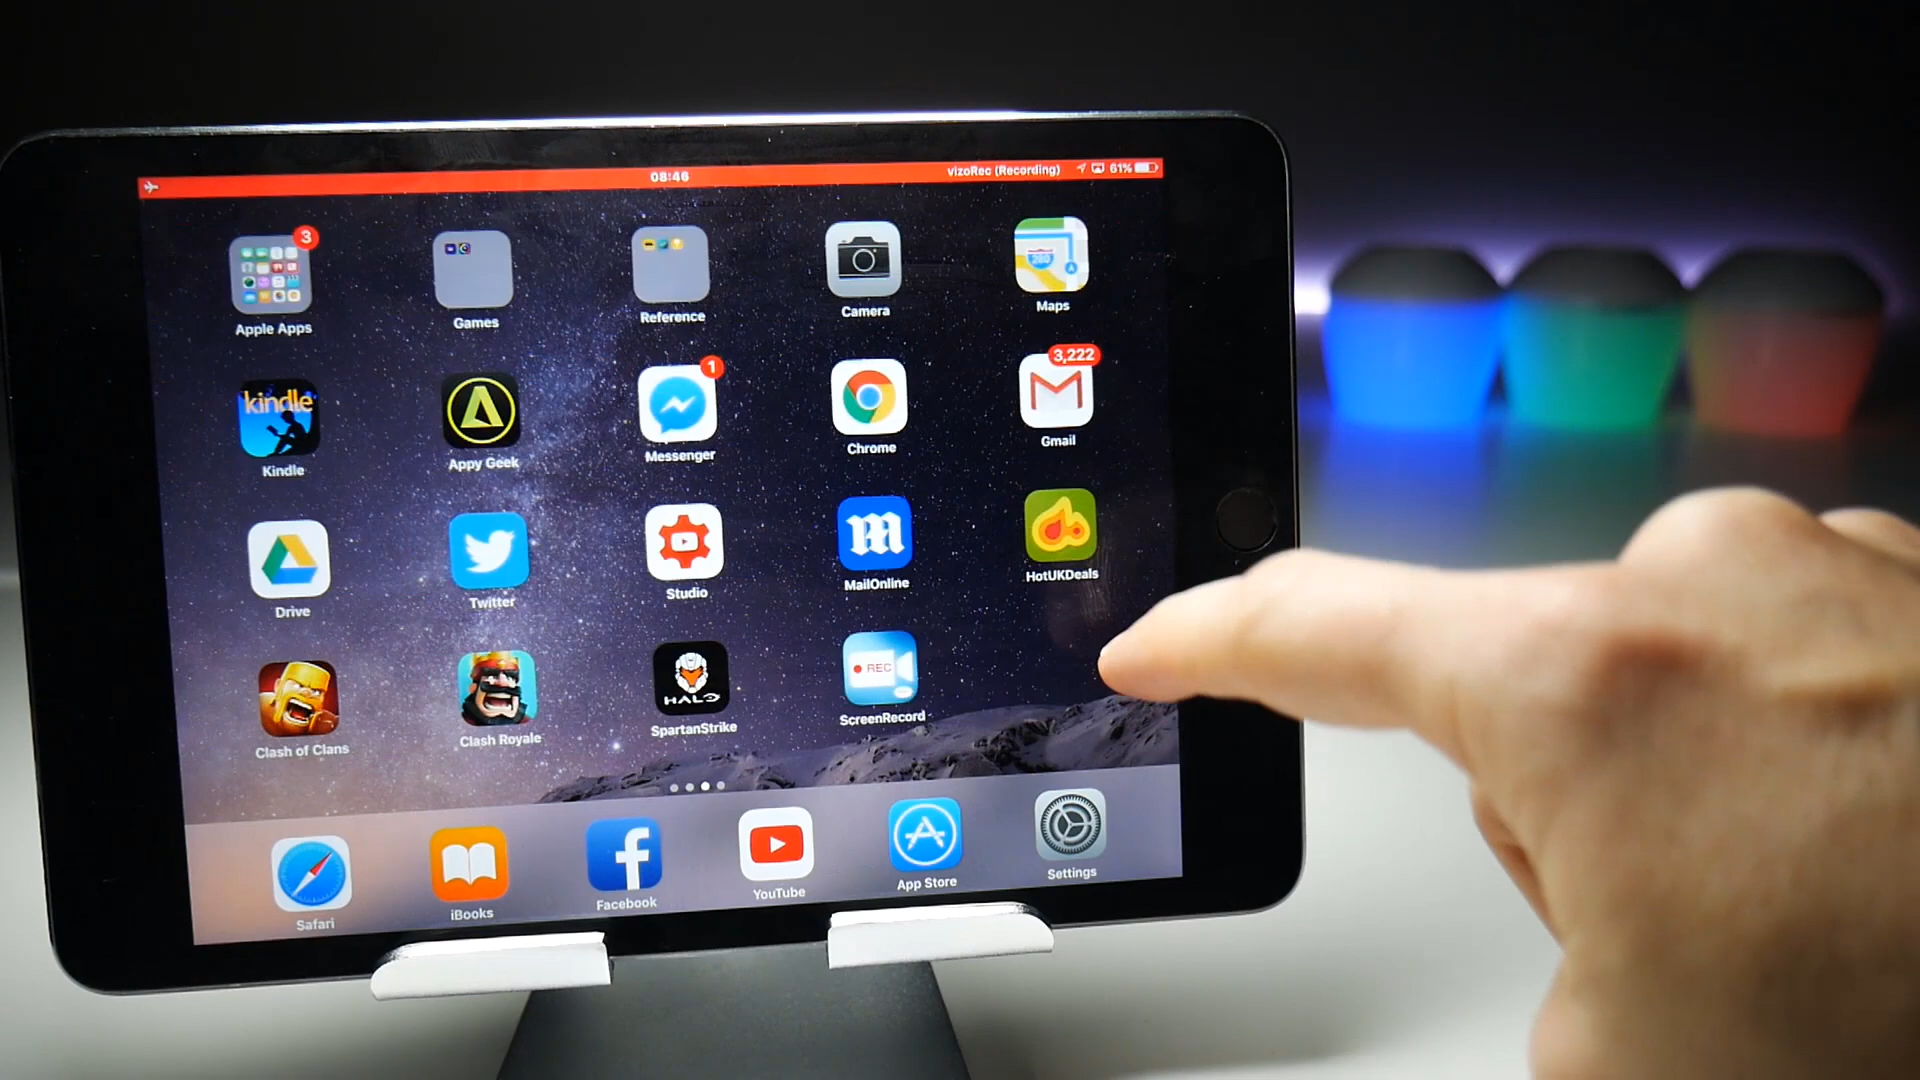 08:46
vizoRec (Recording)
61%
3
Apple Apps
Games
Reference
Camera
280
Maps
kindle
Kindle
Appy Geek
1
Messenger
Chrome
3,222
Gmail
Drive
Twitter
Studio
m
MailOnline
HotUKDeals
Clash of Clans
Clash Royale
HALO
SpartanStrike
REC
ScreenRecord
Safari
iBooks
f
Facebook
YouTube
App Store
Settings